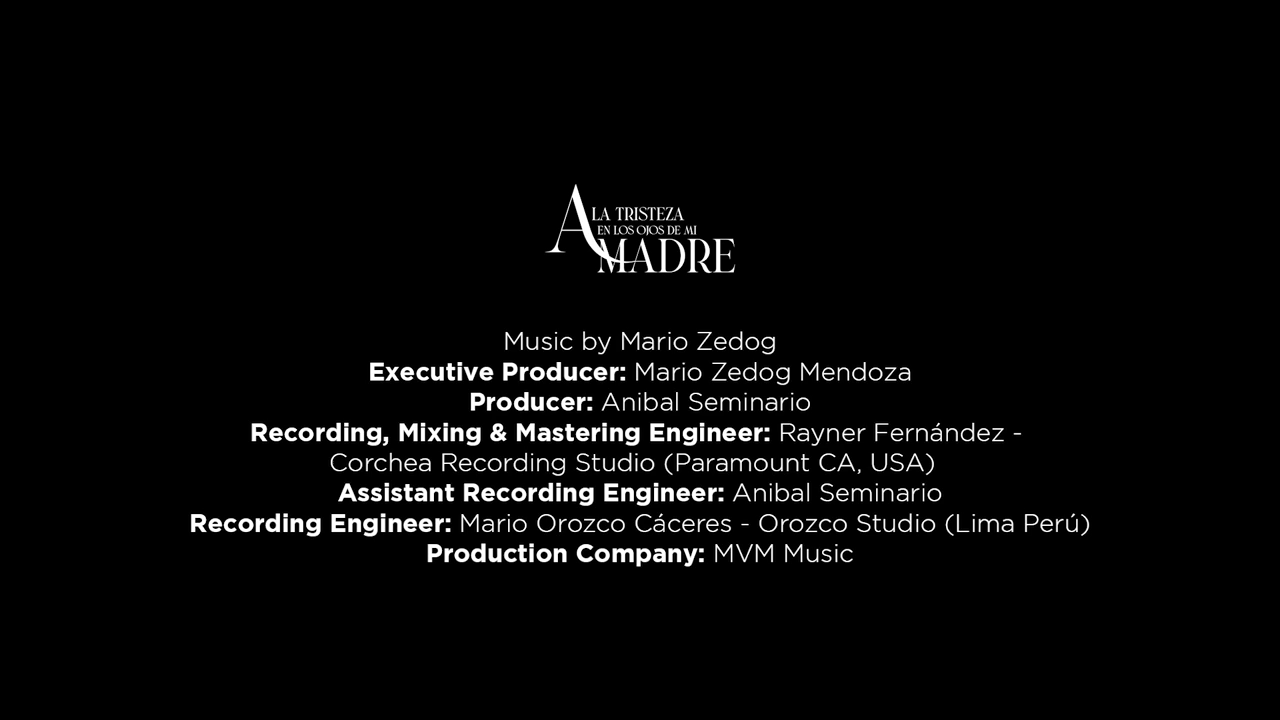 A LA TRISTEZA
EN LOS OJOS DE MI
MADRE
Music by Mario Zedog
Executive Producer: Mario Zedog Mendoza
Producer: Anibal Seminario
Recording, Mixing & Mastering Engineer: Rayner Fernández -
Corchea Recording Studio (Paramount CA, USA)
Assistant Recording Engineer: Anibal Seminario
Recording Engineer: Mario Orozco Cáceres - Orozco Studio (Lima Perú)
Production Company: MVM Music